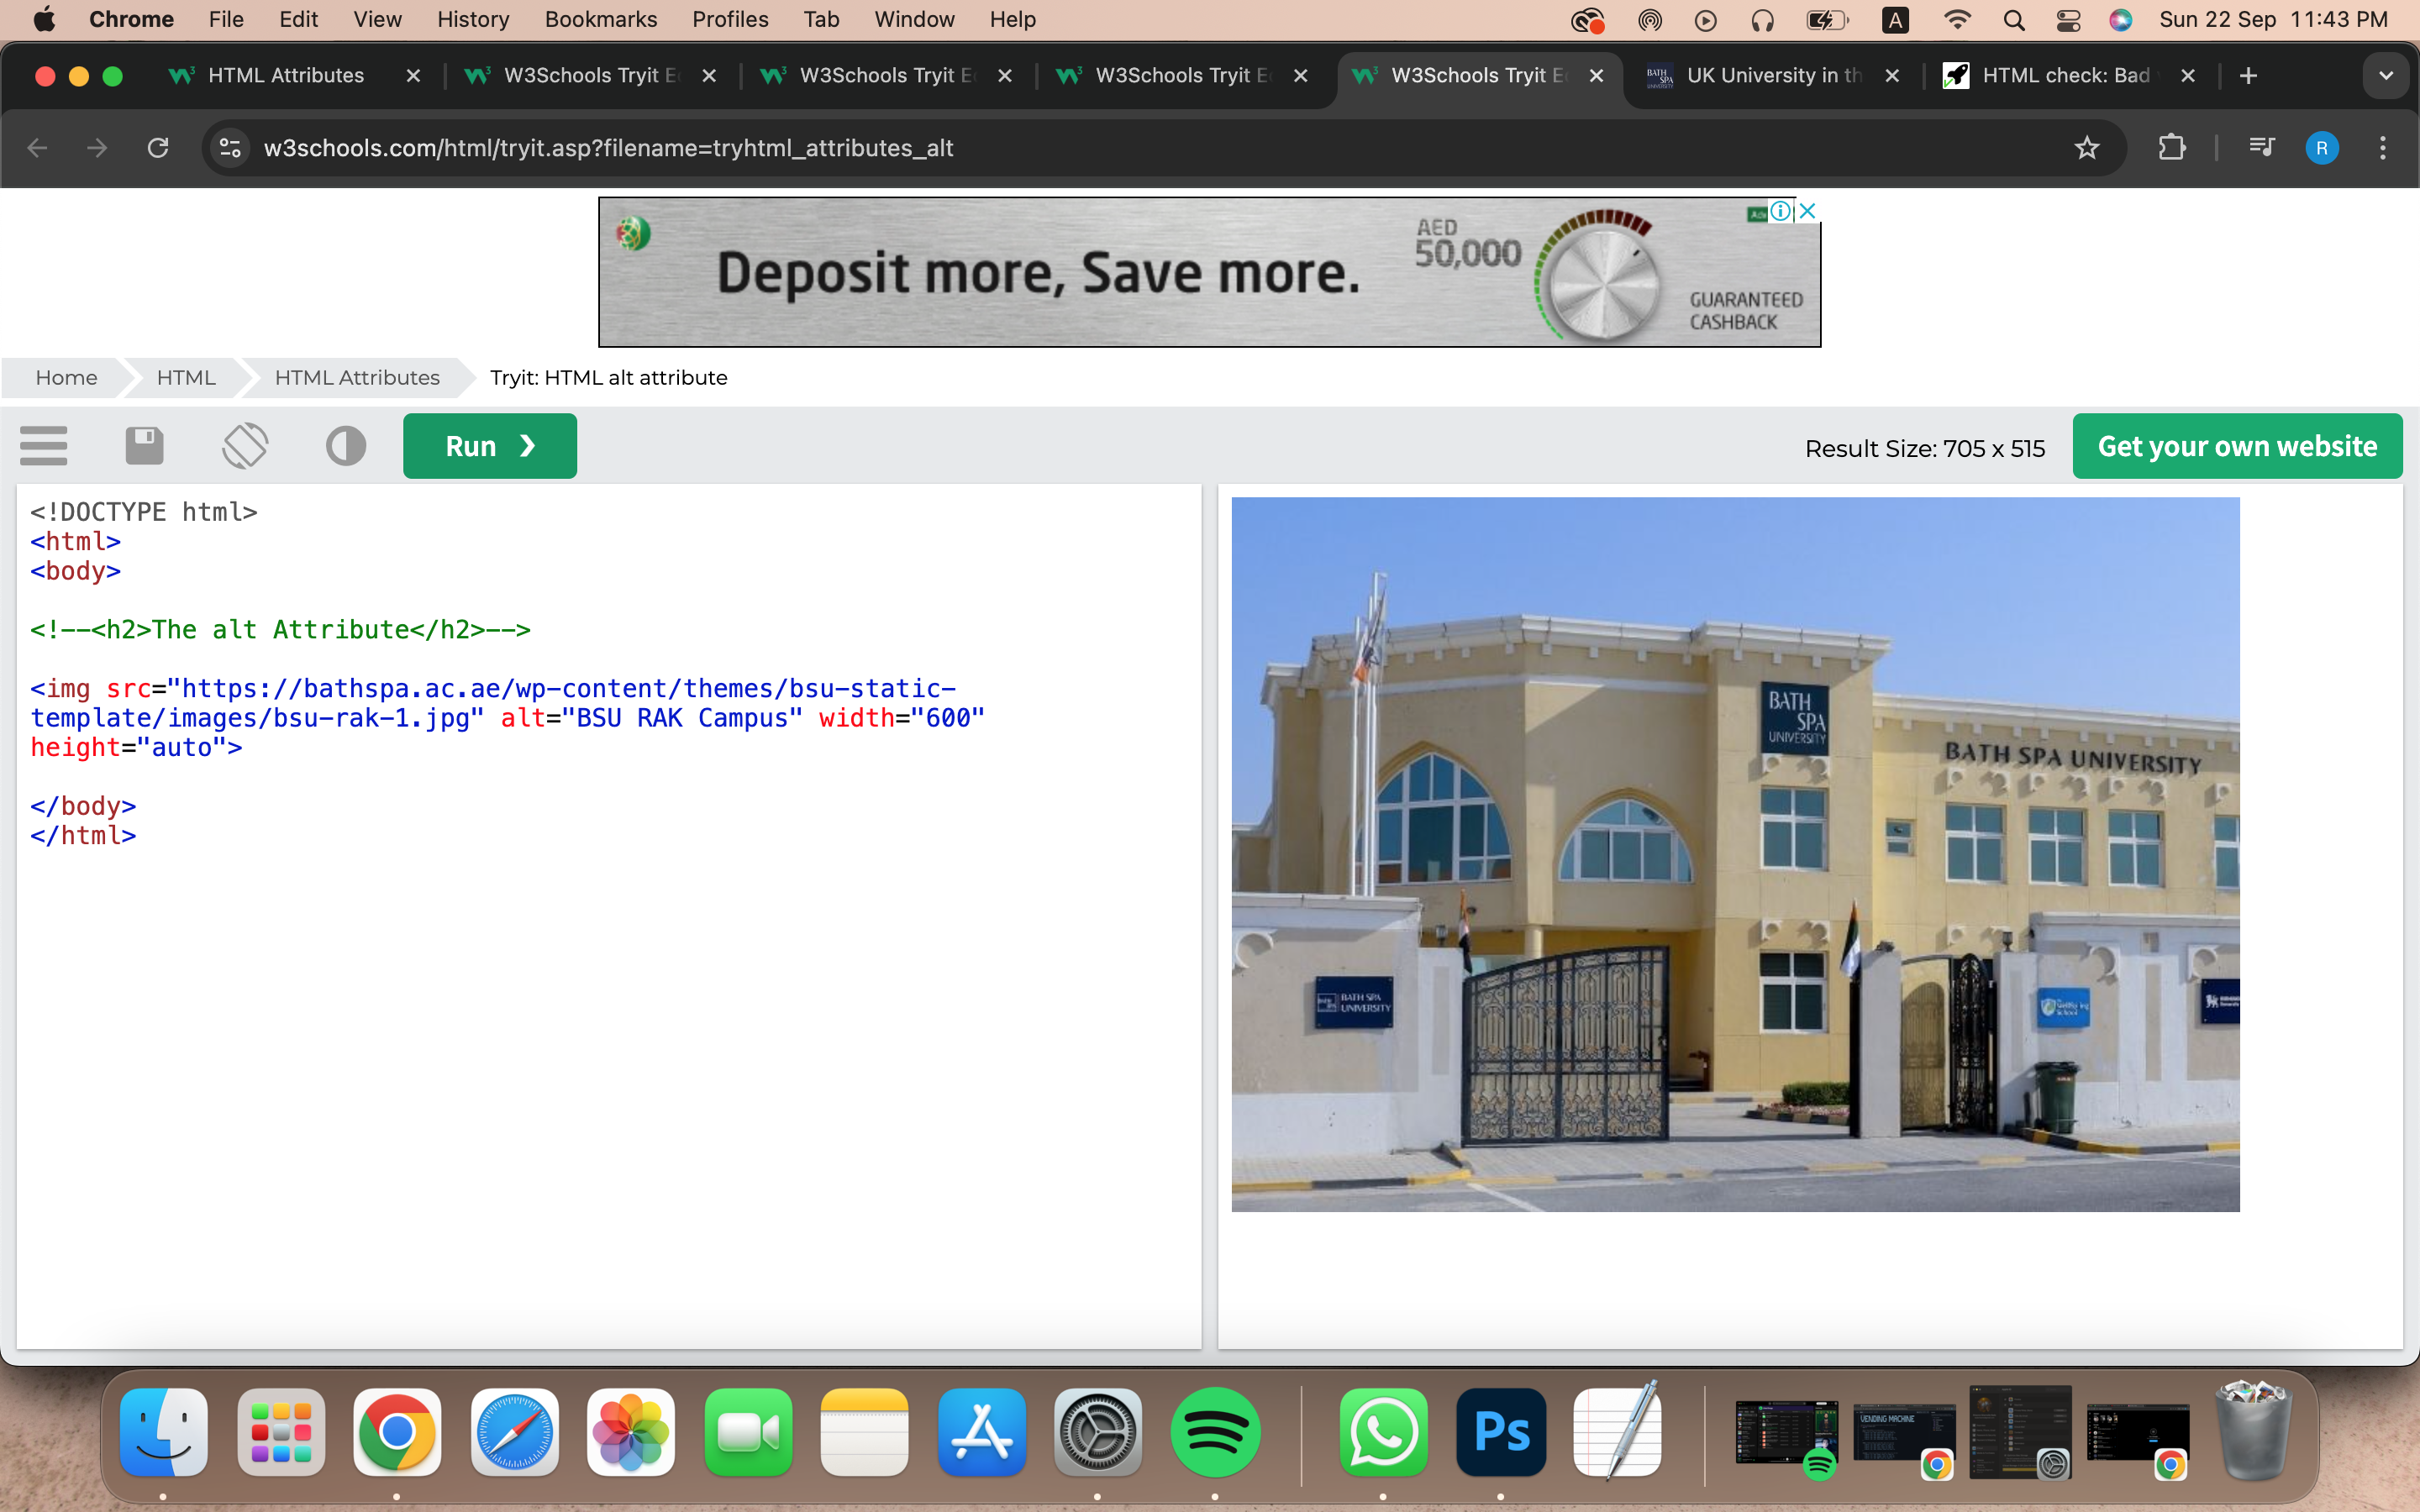 Chrome File Edit View History Bookmarks Profiles Tab Window Help A Sun 22 Sep 11:43 PM
HTML Attributes W3Schools Tryit E W3Schools Tryit E W3Schools Tryit E W3Schools Tryit E UK University in th HTML check: Bad
w3schools.com/html/tryit.asp?filename=tryhtml_attributes_alt R
Deposit more, Save more.
AED
50,000
GUARANTEED
CASHBACK
Home HTML HTML Attributes Tryit: HTML alt attribute
Run ❯ Result Size: 705 x 515 Get your own website
<!DOCTYPE html>
<html>
<body>
<!--<h2>The alt Attribute</h2>-->
<img src="https://bathspa.ac.ae/wp-content/themes/bsu-static-
template/images/bsu-rak-1.jpg" alt="BSU RAK Campus" width="600"
height="auto">
</body>
</html>
BATH
SPA
UNIVERSITY
BATH SPA UNIVERSITY
BATH SPA
UNIVERSITY
Ps
VENDING MACHINE